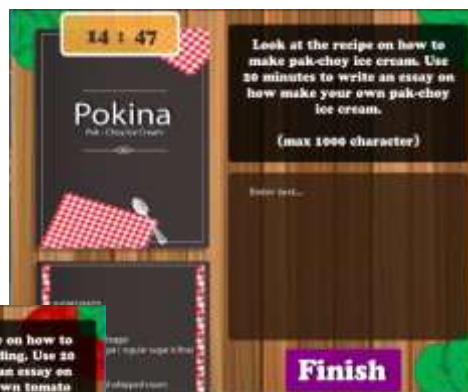 14 : 47
Pokina
Pak - Choy Ice Cream
Look at the recipe on how to
make pak-choy ice cream. Use
20 minutes to write an essay on
how make your own pak-choy
ice cream.
(max 1000 character)
Enter text...
e on how to
ding. Use 20
an essay on
wn tomato
d whipped cream
Finish